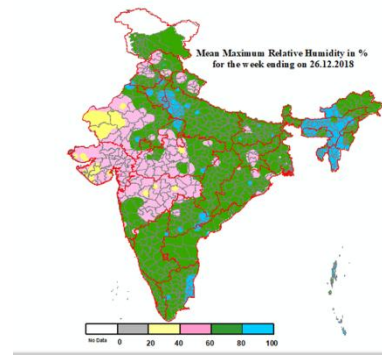 Mean Maximum Relative Humidity in %
for the week ending on 26.12.2018
No Data 0 20 40 60 80 100